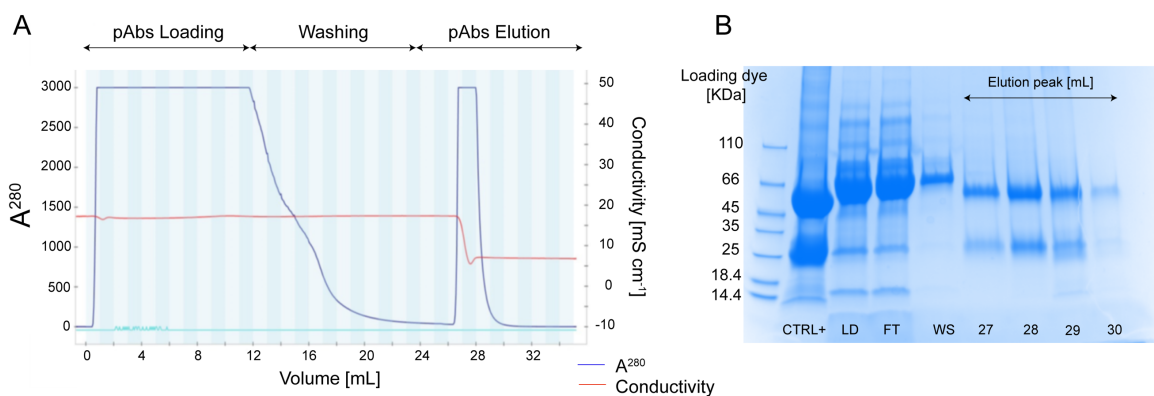 A
pAbs Loading Washing pAbs Elution
3000
2500
2000
1500
1000
500
0
A280
50
40
30
20
10
0
-10
Conductivity [mS cm-1]
0 4 8 12 16 20 24 28 32
Volume [mL]
A280
Conductivity
B
Loading dye
[KDa]
Elution peak [mL]
110
66
45
35
25
18.4
14.4
CTRL+ LD FT WS 27 28 29 30